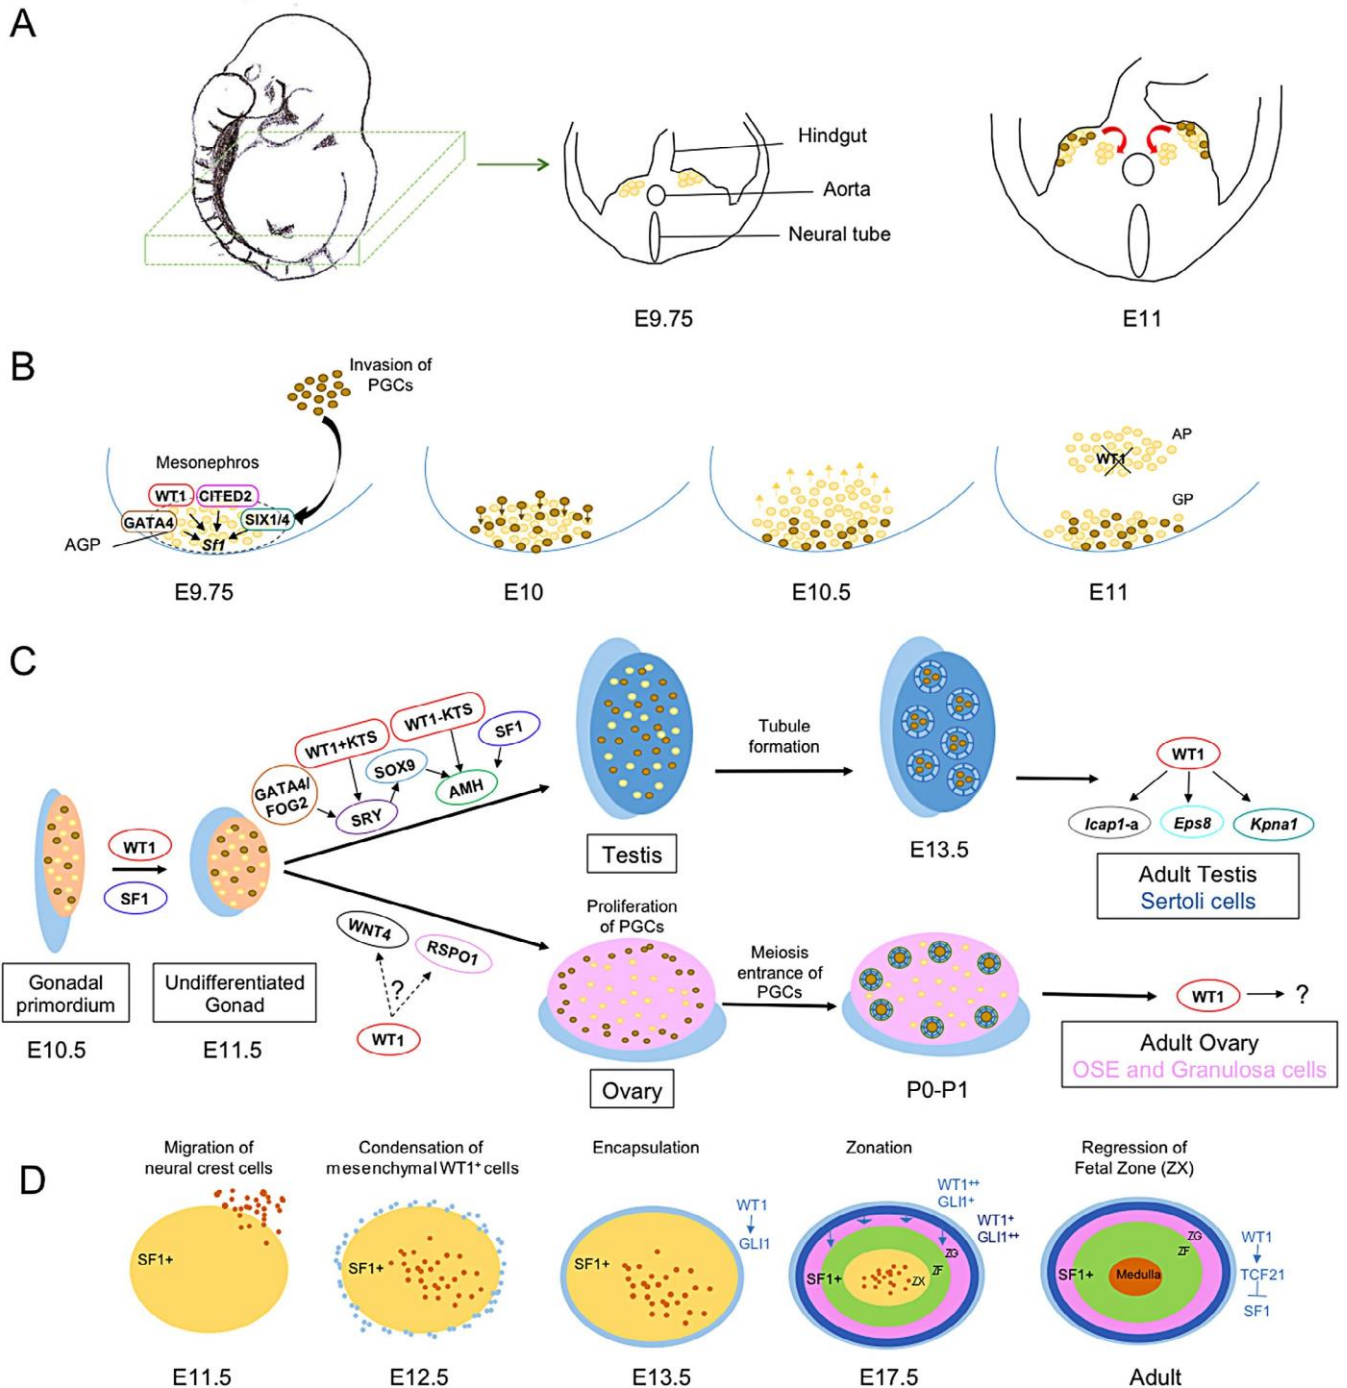 A
Hindgut
Aorta
Neural tube
E9.75
E11
B
Invasion of
PGCs
Mesonephros
WT1
CITED2
GATA4
SIX1/4
Sf1
AGP
AP
WT1
GP
E9.75
E10
E10.5
E11
C
WT1+KTS
WT1-KTS
SF1
GATA4/
FOG2
SOX9
SRY
AMH
Tubule
formation
WT1
SF1
Testis
E13.5
WT1
Icap1-a
Eps8
Kpna1
Adult Testis
Sertoli cells
Gonadal
primordium
E10.5
Undifferentiated
Gonad
E11.5
WNT4
RSPO1
?
WT1
Proliferation
of PGCs
Ovary
Meiosis
entrance of
PGCs
P0-P1
WT1
?
Adult Ovary
OSE and Granulosa cells
D
Migration of
neural crest cells
SF1+
E11.5
Condensation of
mesenchymal WT1+ cells
SF1+
E12.5
Encapsulation
SF1+
WT1
GLI1
E13.5
Zonation
WT1++
GLI1+
WT1+
GLI1++
SF1+
ZG
ZF
ZX
E17.5
Regression of
Fetal Zone (ZX)
SF1+
Medulla
ZG
ZF
WT1
TCF21
SF1
Adult